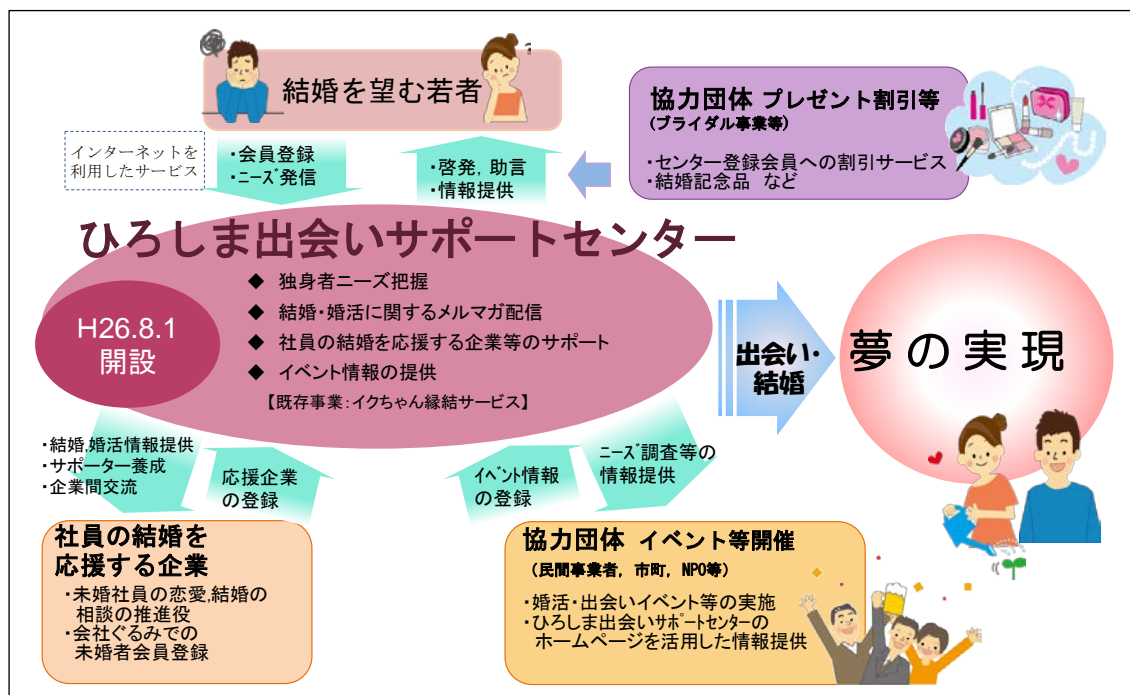 結婚を望む若者
インターネットを
利用したサービス
・会員登録
・ニーズ発信
・啓発, 助言
・情報提供
協力団体 プレゼント割引等
(ブライダル事業等)
・センター登録会員への割引サービス
・結婚記念品 など
ひろしま出会いサポートセンター
H26.8.1
開設
◆ 独身者ニーズ把握
◆ 結婚・婚活に関するメルマガ配信
◆ 社員の結婚を応援する企業等のサポート
◆ イベント情報の提供
【既存事業:イクちゃん縁結サービス】
出会い・
結婚
夢の実現
・結婚,婚活情報提供
・サポーター養成
・企業間交流
応援企業
の登録
イベント情報
の登録
ニーズ調査等の
情報提供
社員の結婚を
応援する企業
・未婚社員の恋愛,結婚の
相談の推進役
・会社ぐるみでの
未婚者会員登録
協力団体 イベント等開催
(民間事業者, 市町, NPO等)
・婚活・出会いイベント等の実施
・ひろしま出会いサポートセンターの
ホームページを活用した情報提供